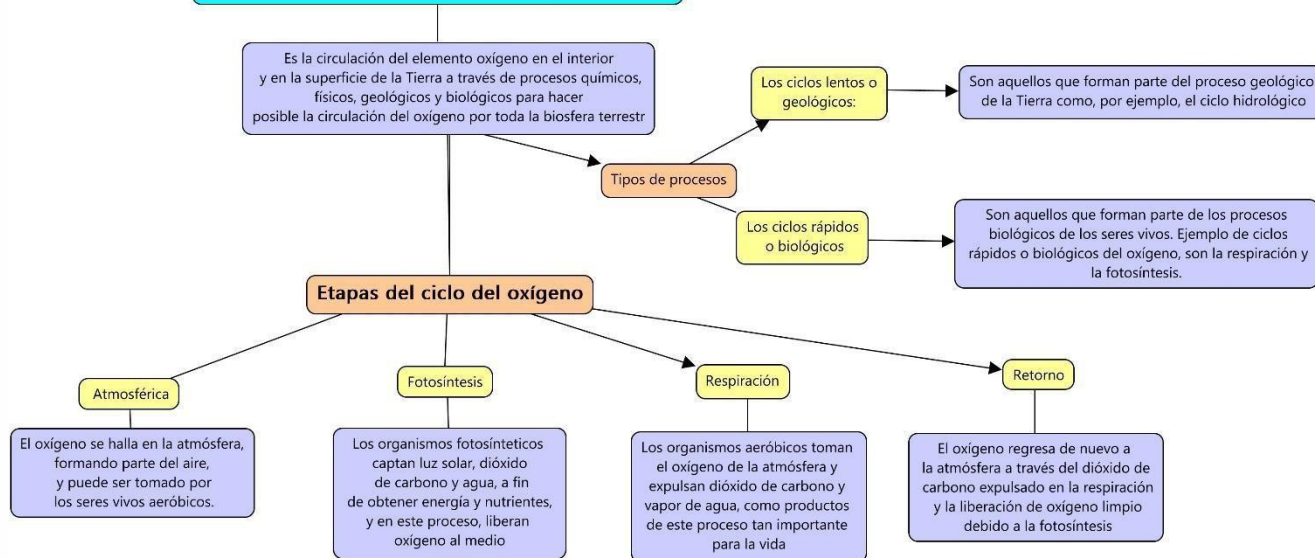 Es la circulación del elemento oxígeno en el interior
y en la superficie de la Tierra a través de procesos químicos,
físicos, geológicos y biológicos para hacer
posible la circulación del oxígeno por toda la biosfera terrestr
Los ciclos lentos o
geológicos:
Son aquellos que forman parte del proceso geológico
de la Tierra como, por ejemplo, el ciclo hidrológico
Tipos de procesos
Los ciclos rápidos
o biológicos
Son aquellos que forman parte de los procesos
biológicos de los seres vivos. Ejemplo de ciclos
rápidos o biológicos del oxígeno, son la respiración y
la fotosíntesis.
Etapas del ciclo del oxígeno
Atmosférica
El oxígeno se halla en la atmósfera,
formando parte del aire,
y puede ser tomado por
los seres vivos aeróbicos.
Fotosíntesis
Los organismos fotosínteticos
captan luz solar, dióxido
de carbono y agua, a fin
de obtener energía y nutrientes,
y en este proceso, liberan
oxígeno al medio
Respiración
Los organismos aeróbicos toman
el oxígeno de la atmósfera y
expulsan dióxido de carbono y
vapor de agua, como productos
de este proceso tan importante
para la vida
Retorno
El oxígeno regresa de nuevo a
la atmósfera a través del dióxido de
carbono expulsado en la respiración
y la liberación de oxígeno limpio
debido a la fotosíntesis